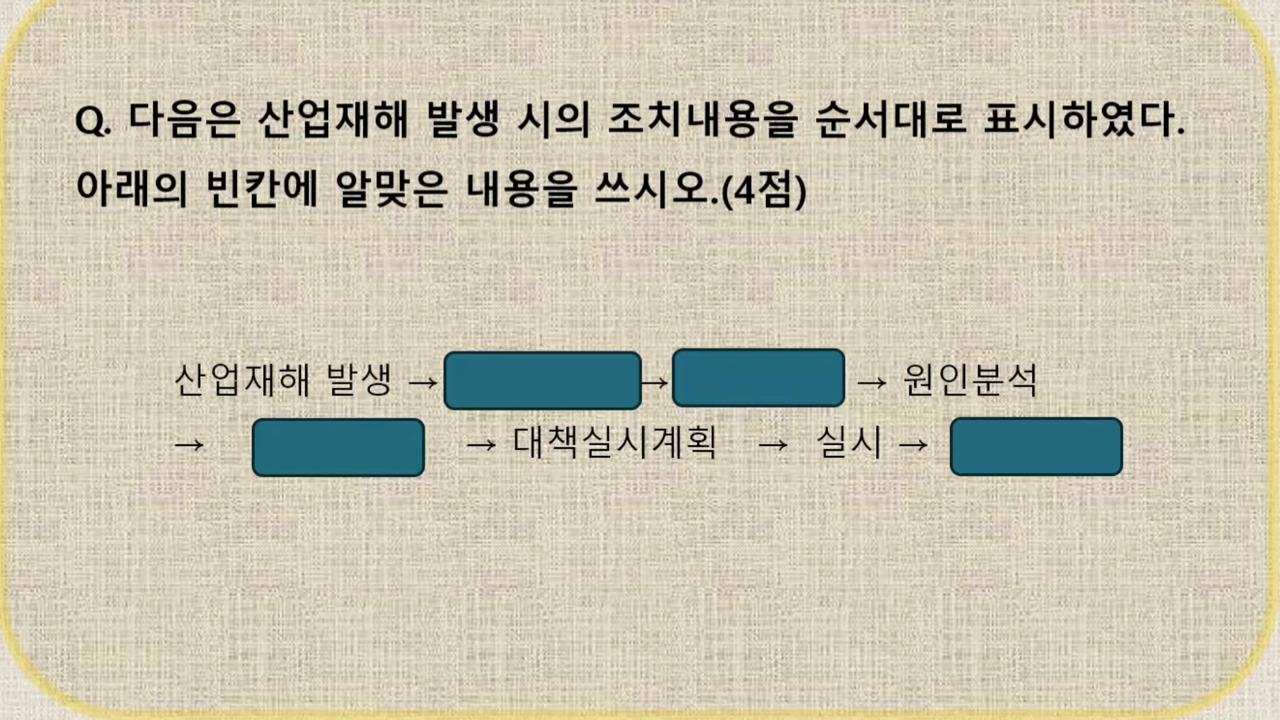 Q. 다음은 산업재해 발생 시의 조치내용을 순서대로 표시하였다.
아래의 빈칸에 알맞은 내용을 쓰시오.(4점)
산업재해 발생 → → → 원인분석
→ → 대책실시계획 → 실시 →